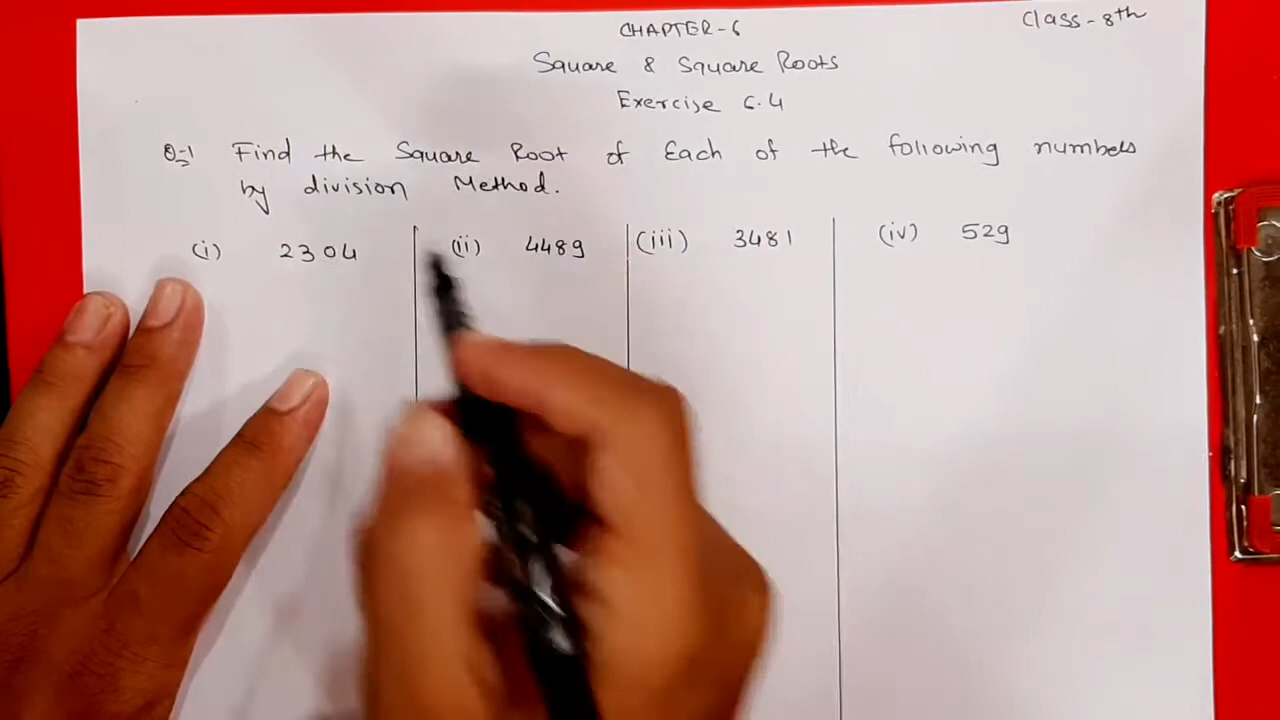 CHAPTER-6
Class-8th
Square & Square Roots
Exercise 6.4
Q-1 Find the Square Root of Each of the following numbers
by division Method.
(i) 2304 (ii) 4489 (iii) 3481 (iv) 529